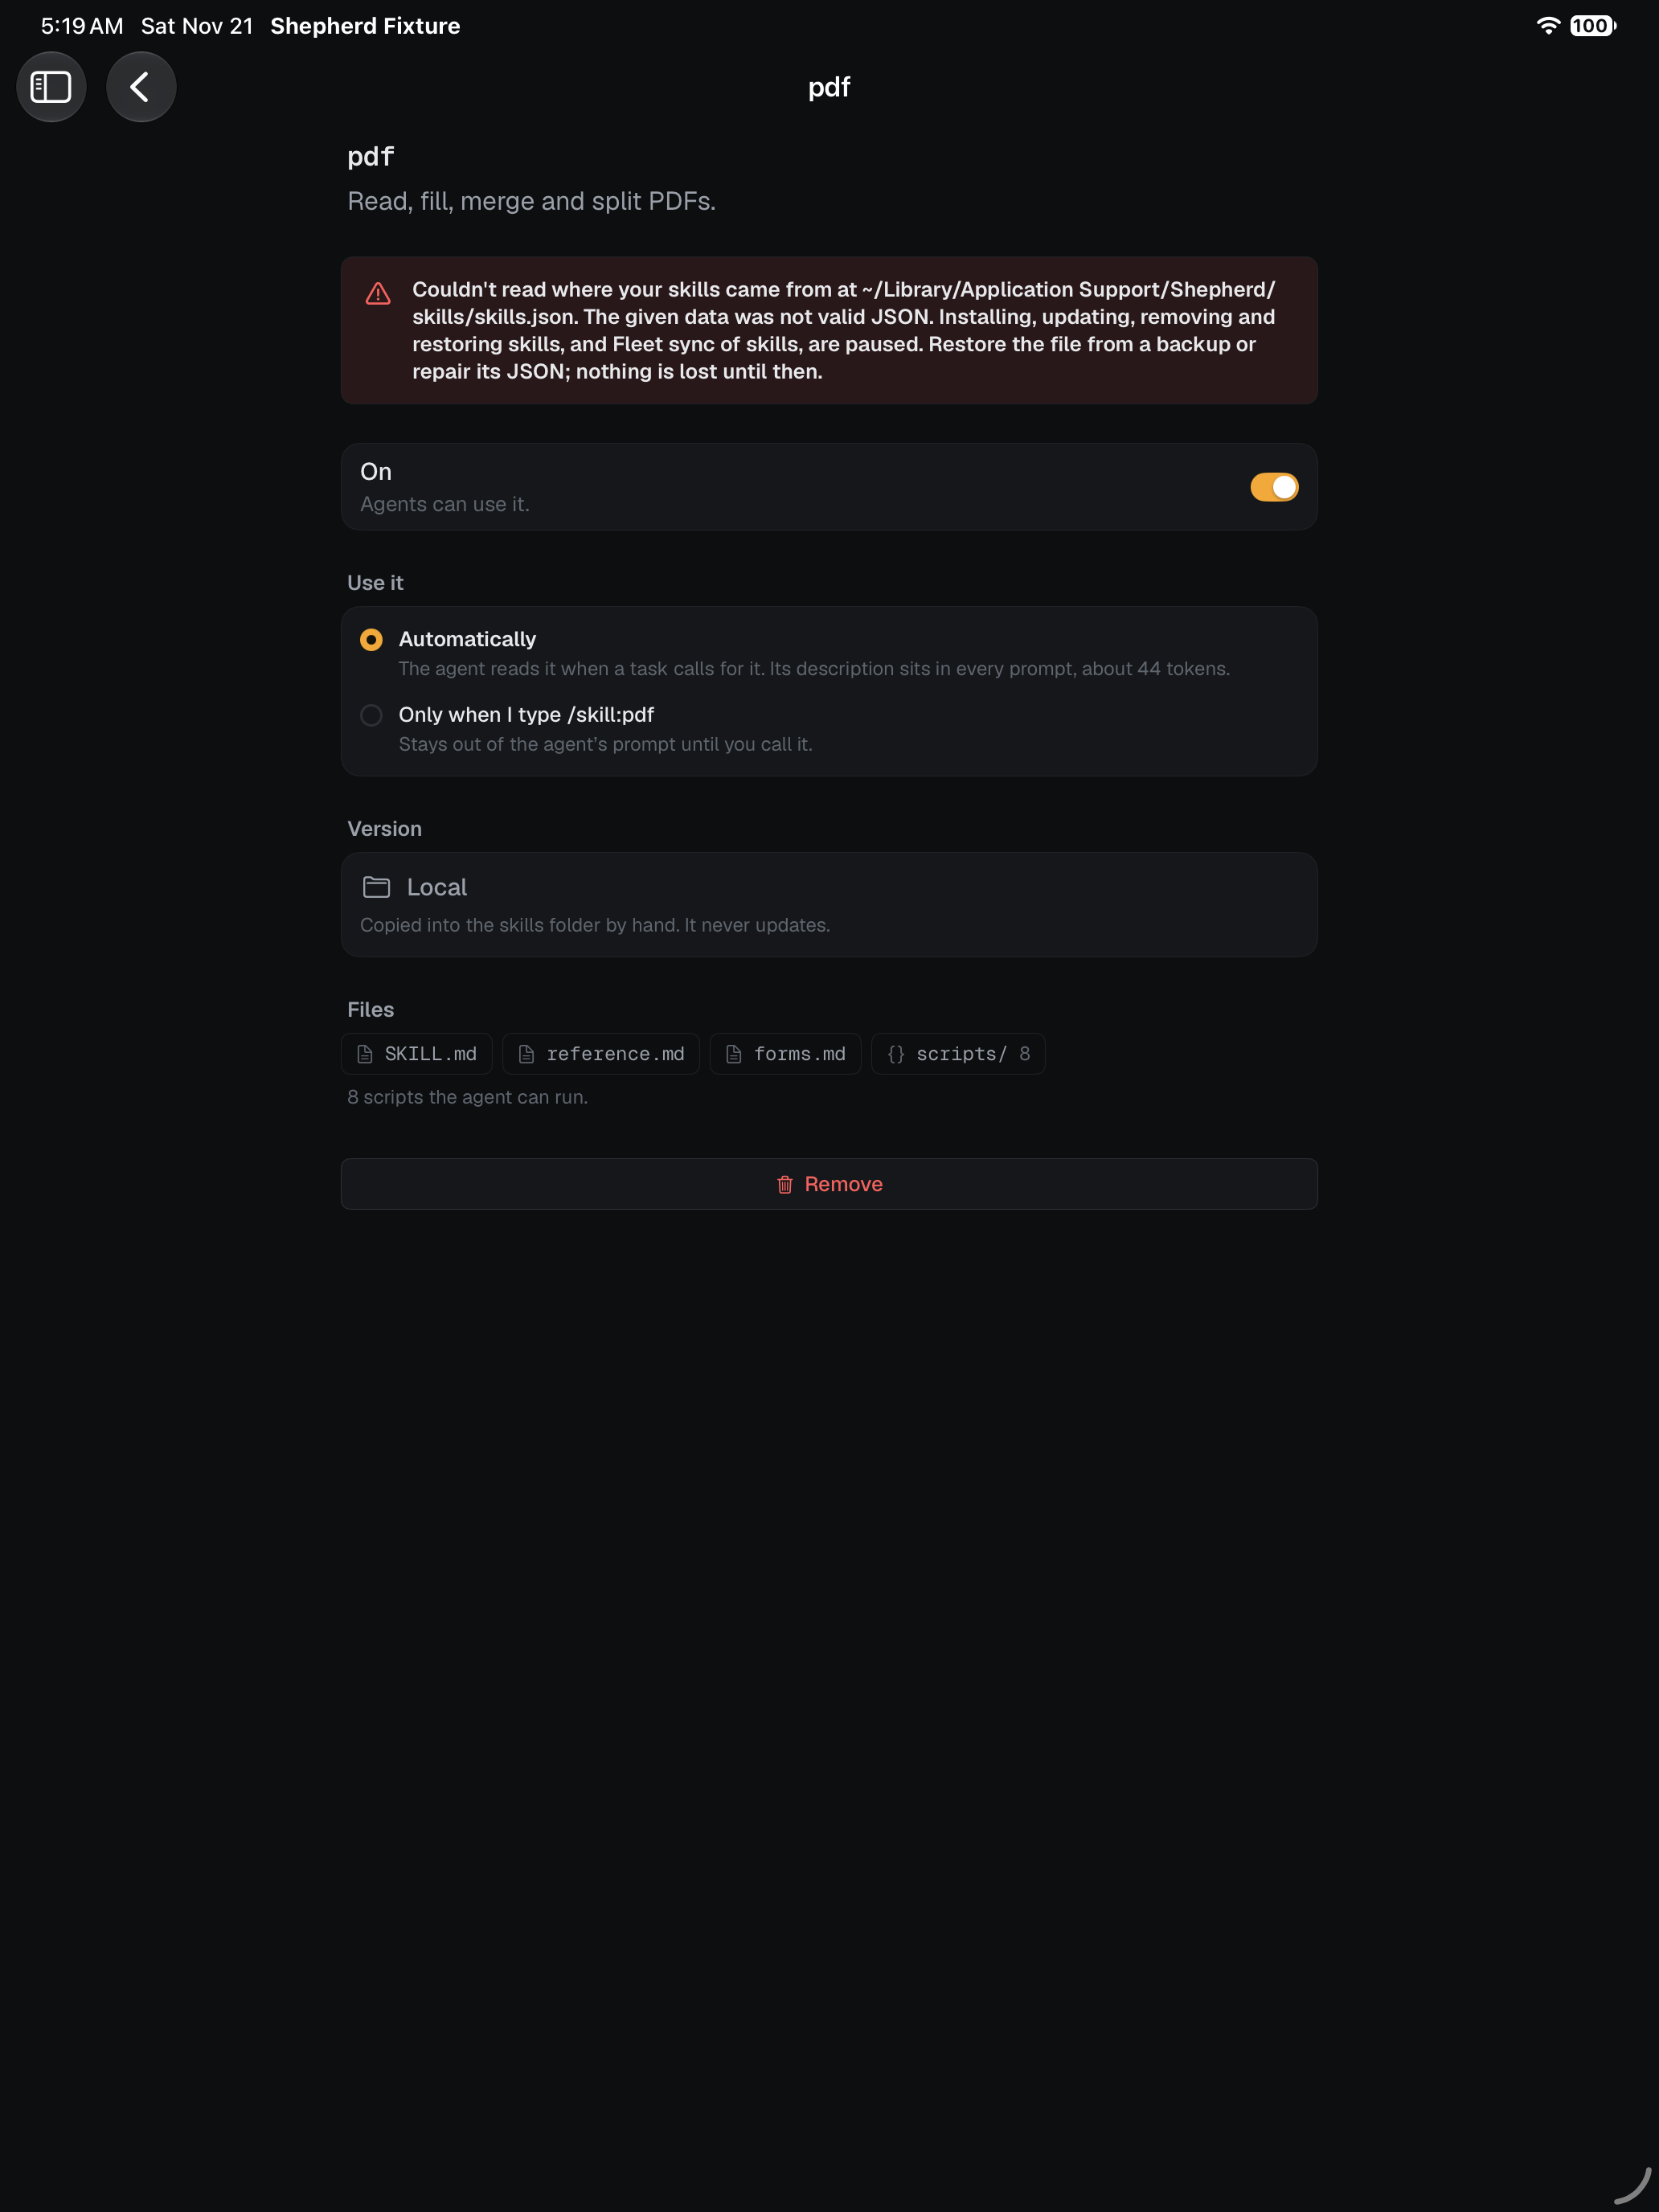 5:19 AM Sat Nov 21 Shepherd Fixture
100
pdf
pdf
Read, fill, merge and split PDFs.
Couldn't read where your skills came from at ~/Library/Application Support/Shepherd/
skills/skills.json. The given data was not valid JSON. Installing, updating, removing and
restoring skills, and Fleet sync of skills, are paused. Restore the file from a backup or
repair its JSON; nothing is lost until then.
On
Agents can use it.
Use it
Automatically
The agent reads it when a task calls for it. Its description sits in every prompt, about 44 tokens.
Only when I type /skill:pdf
Stays out of the agent’s prompt until you call it.
Version
Local
Copied into the skills folder by hand. It never updates.
Files
SKILL.md reference.md forms.md {} scripts/ 8
8 scripts the agent can run.
Remove